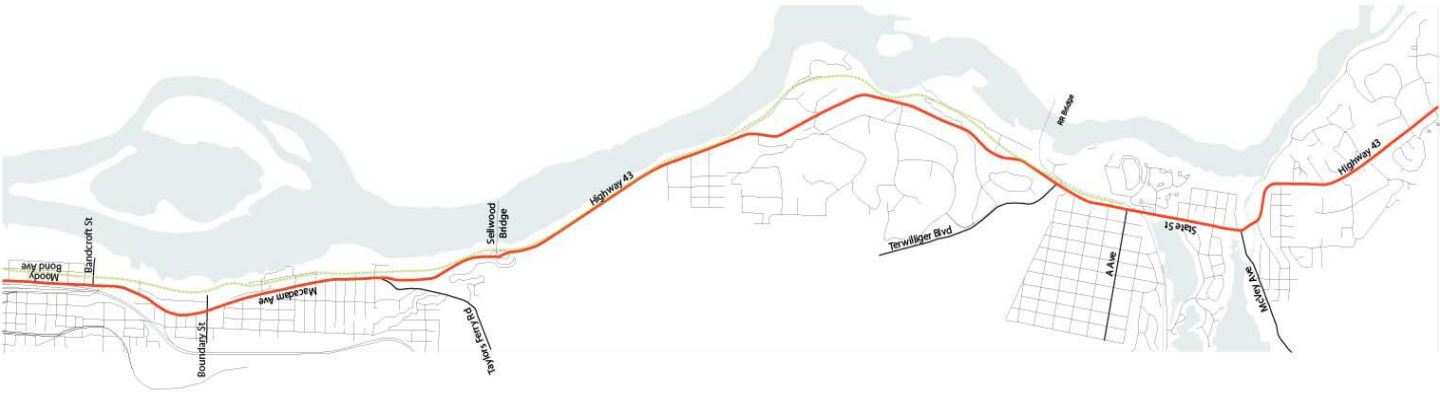 Moody
Bond Ave
Bandcroft St
Boundary St
Macadam Ave
Taylors Ferry Rd
Sellwood
Bridge
Highway 43
Terwilliger Blvd
RR Bridge
A Ave
State St
McVey Ave
Highway 43